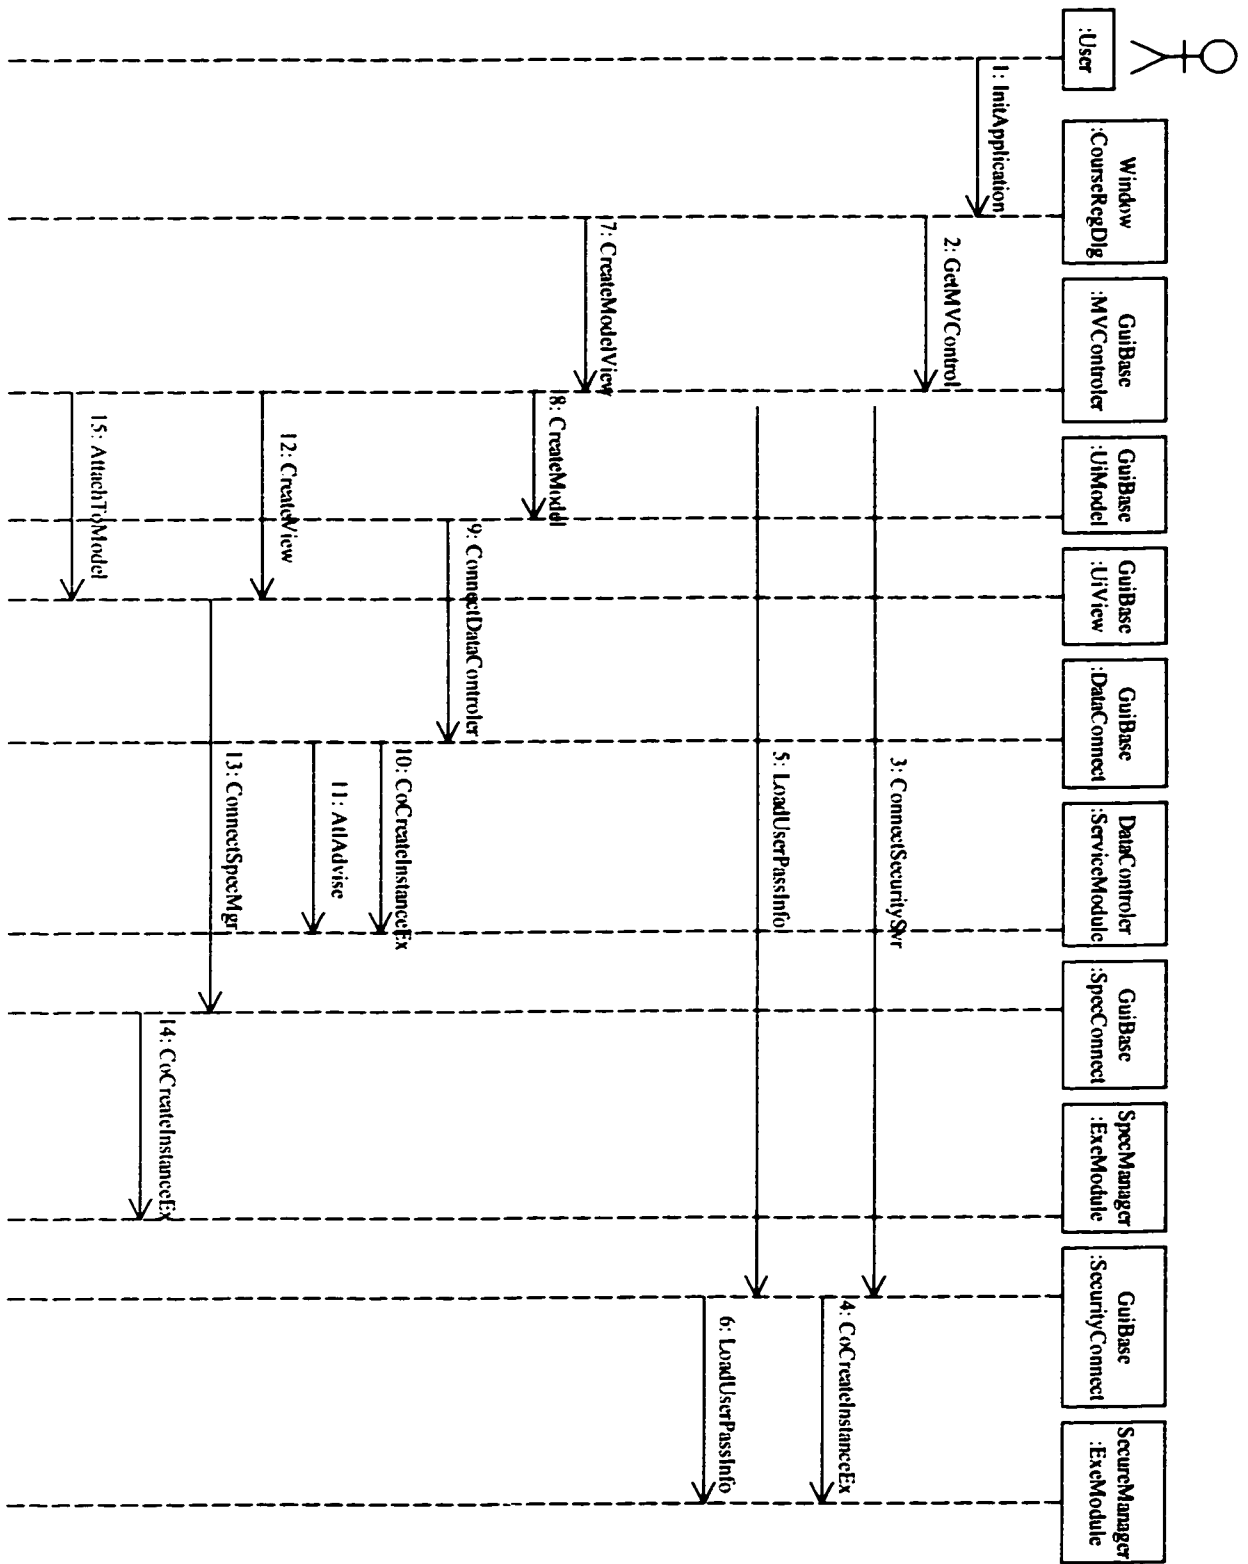 :User
Window
:CourseRegDlg
GuiBase
:MVControler
GuiBase
:UiModel
GuiBase
:UiView
GuiBase
:DataConnect
DataControler
:ServiceModule
GuiBase
:SpecConnect
SpecManager
:ExeModule
GuiBase
:SecurityConnect
SecureManager
:ExeModule
1: InitApplication
2: GetMVControl
3: ConnectSecuritySvr
4: CoCreateInstanceEx
5: LoadUserPassInfo
6: LoadUserPassInfo
7: CreateModelView
8: CreateModel
9: ConnectDataControler
10: CoCreateInstanceEx
11: AtlAdvise
12: CreateView
13: ConnectSpecMgr
14: CoCreateInstanceEx
15: AttachToModel